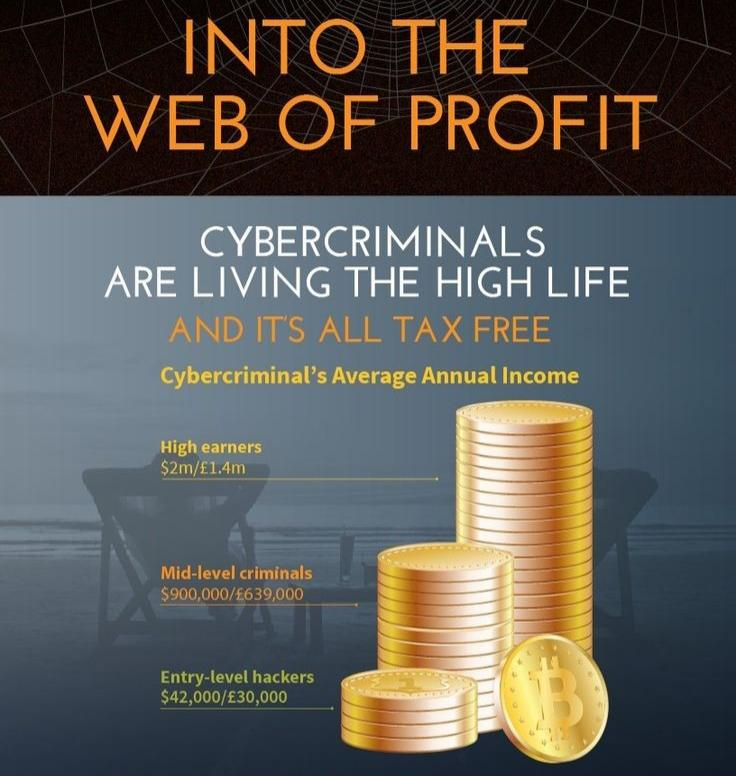 INTO THE
WEB OF PROFIT
CYBERCRIMINALS
ARE LIVING THE HIGH LIFE
AND IT'S ALL TAX FREE
Cybercriminal's Average Annual Income
High earners
$2m/£1.4m
Mid-level criminals
$900,000/£639,000
Entry-level hackers
$42,000/£30,000